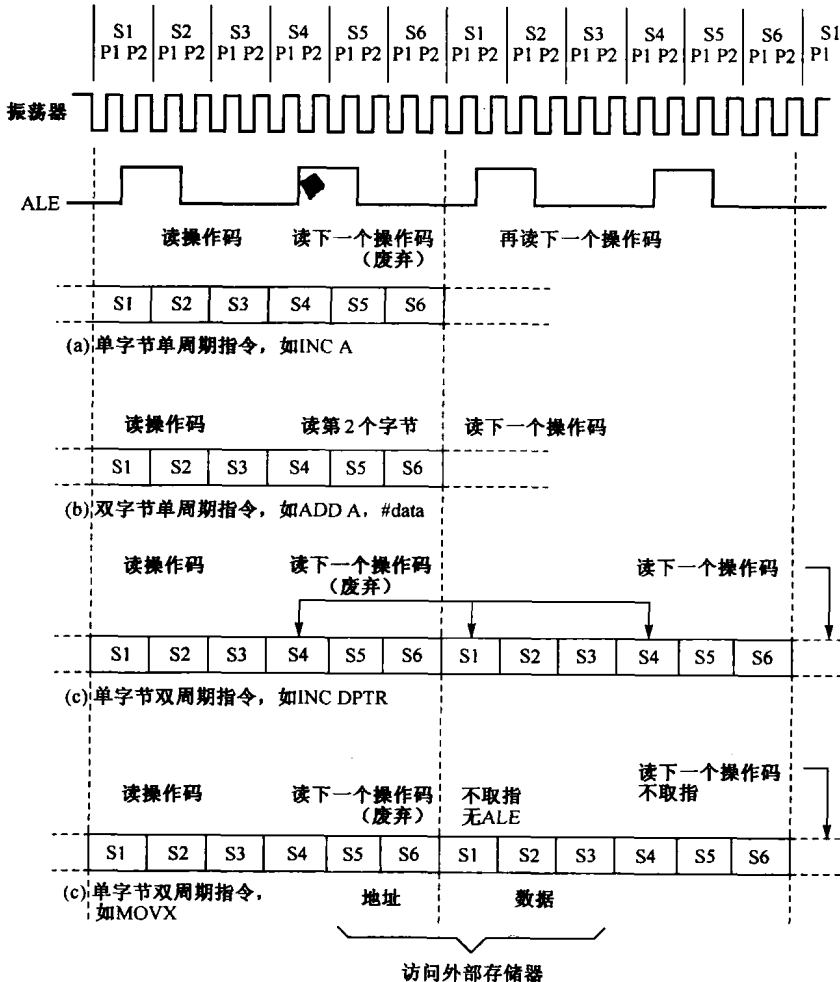 S1 S2 S3 S4 S5 S6 S1 S2 S3 S4 S5 S6 S1
P1 P2 P1 P2 P1 P2 P1 P2 P1 P2 P1 P2 P1 P2 P1 P2 P1 P2 P1 P2 P1 P2 P1 P2 P1
振荡器
ALE
读操作码 读下一个操作码 再读下一个操作码
（废弃）
S1 S2 S3 S4 S5 S6
(a) 单字节单周期指令，如INC A
读操作码 读第2个字节 读下一个操作码
S1 S2 S3 S4 S5 S6
(b) 双字节单周期指令，如ADD A，#data
读操作码 读下一个操作码 读下一个操作码
（废弃）
S1 S2 S3 S4 S5 S6 S1 S2 S3 S4 S5 S6
(c) 单字节双周期指令，如INC DPTR
读下一个操作码
读操作码 读下一个操作码 不取指 不取指
（废弃） 无ALE
S1 S2 S3 S4 S5 S6 S1 S2 S3 S4 S5 S6
(c) 单字节双周期指令， 地址 数据
如MOVX
访问外部存储器